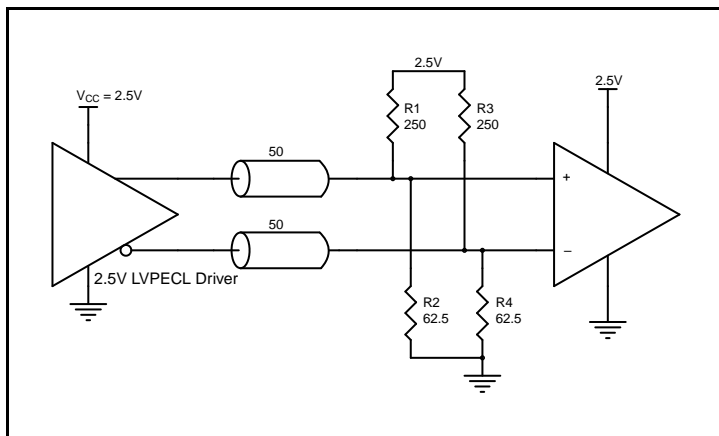 2.5V
V_CC = 2.5V
2.5V
R1
250
R3
250
50
+
50
–
2.5V LVPECL Driver
R2
62.5
R4
62.5